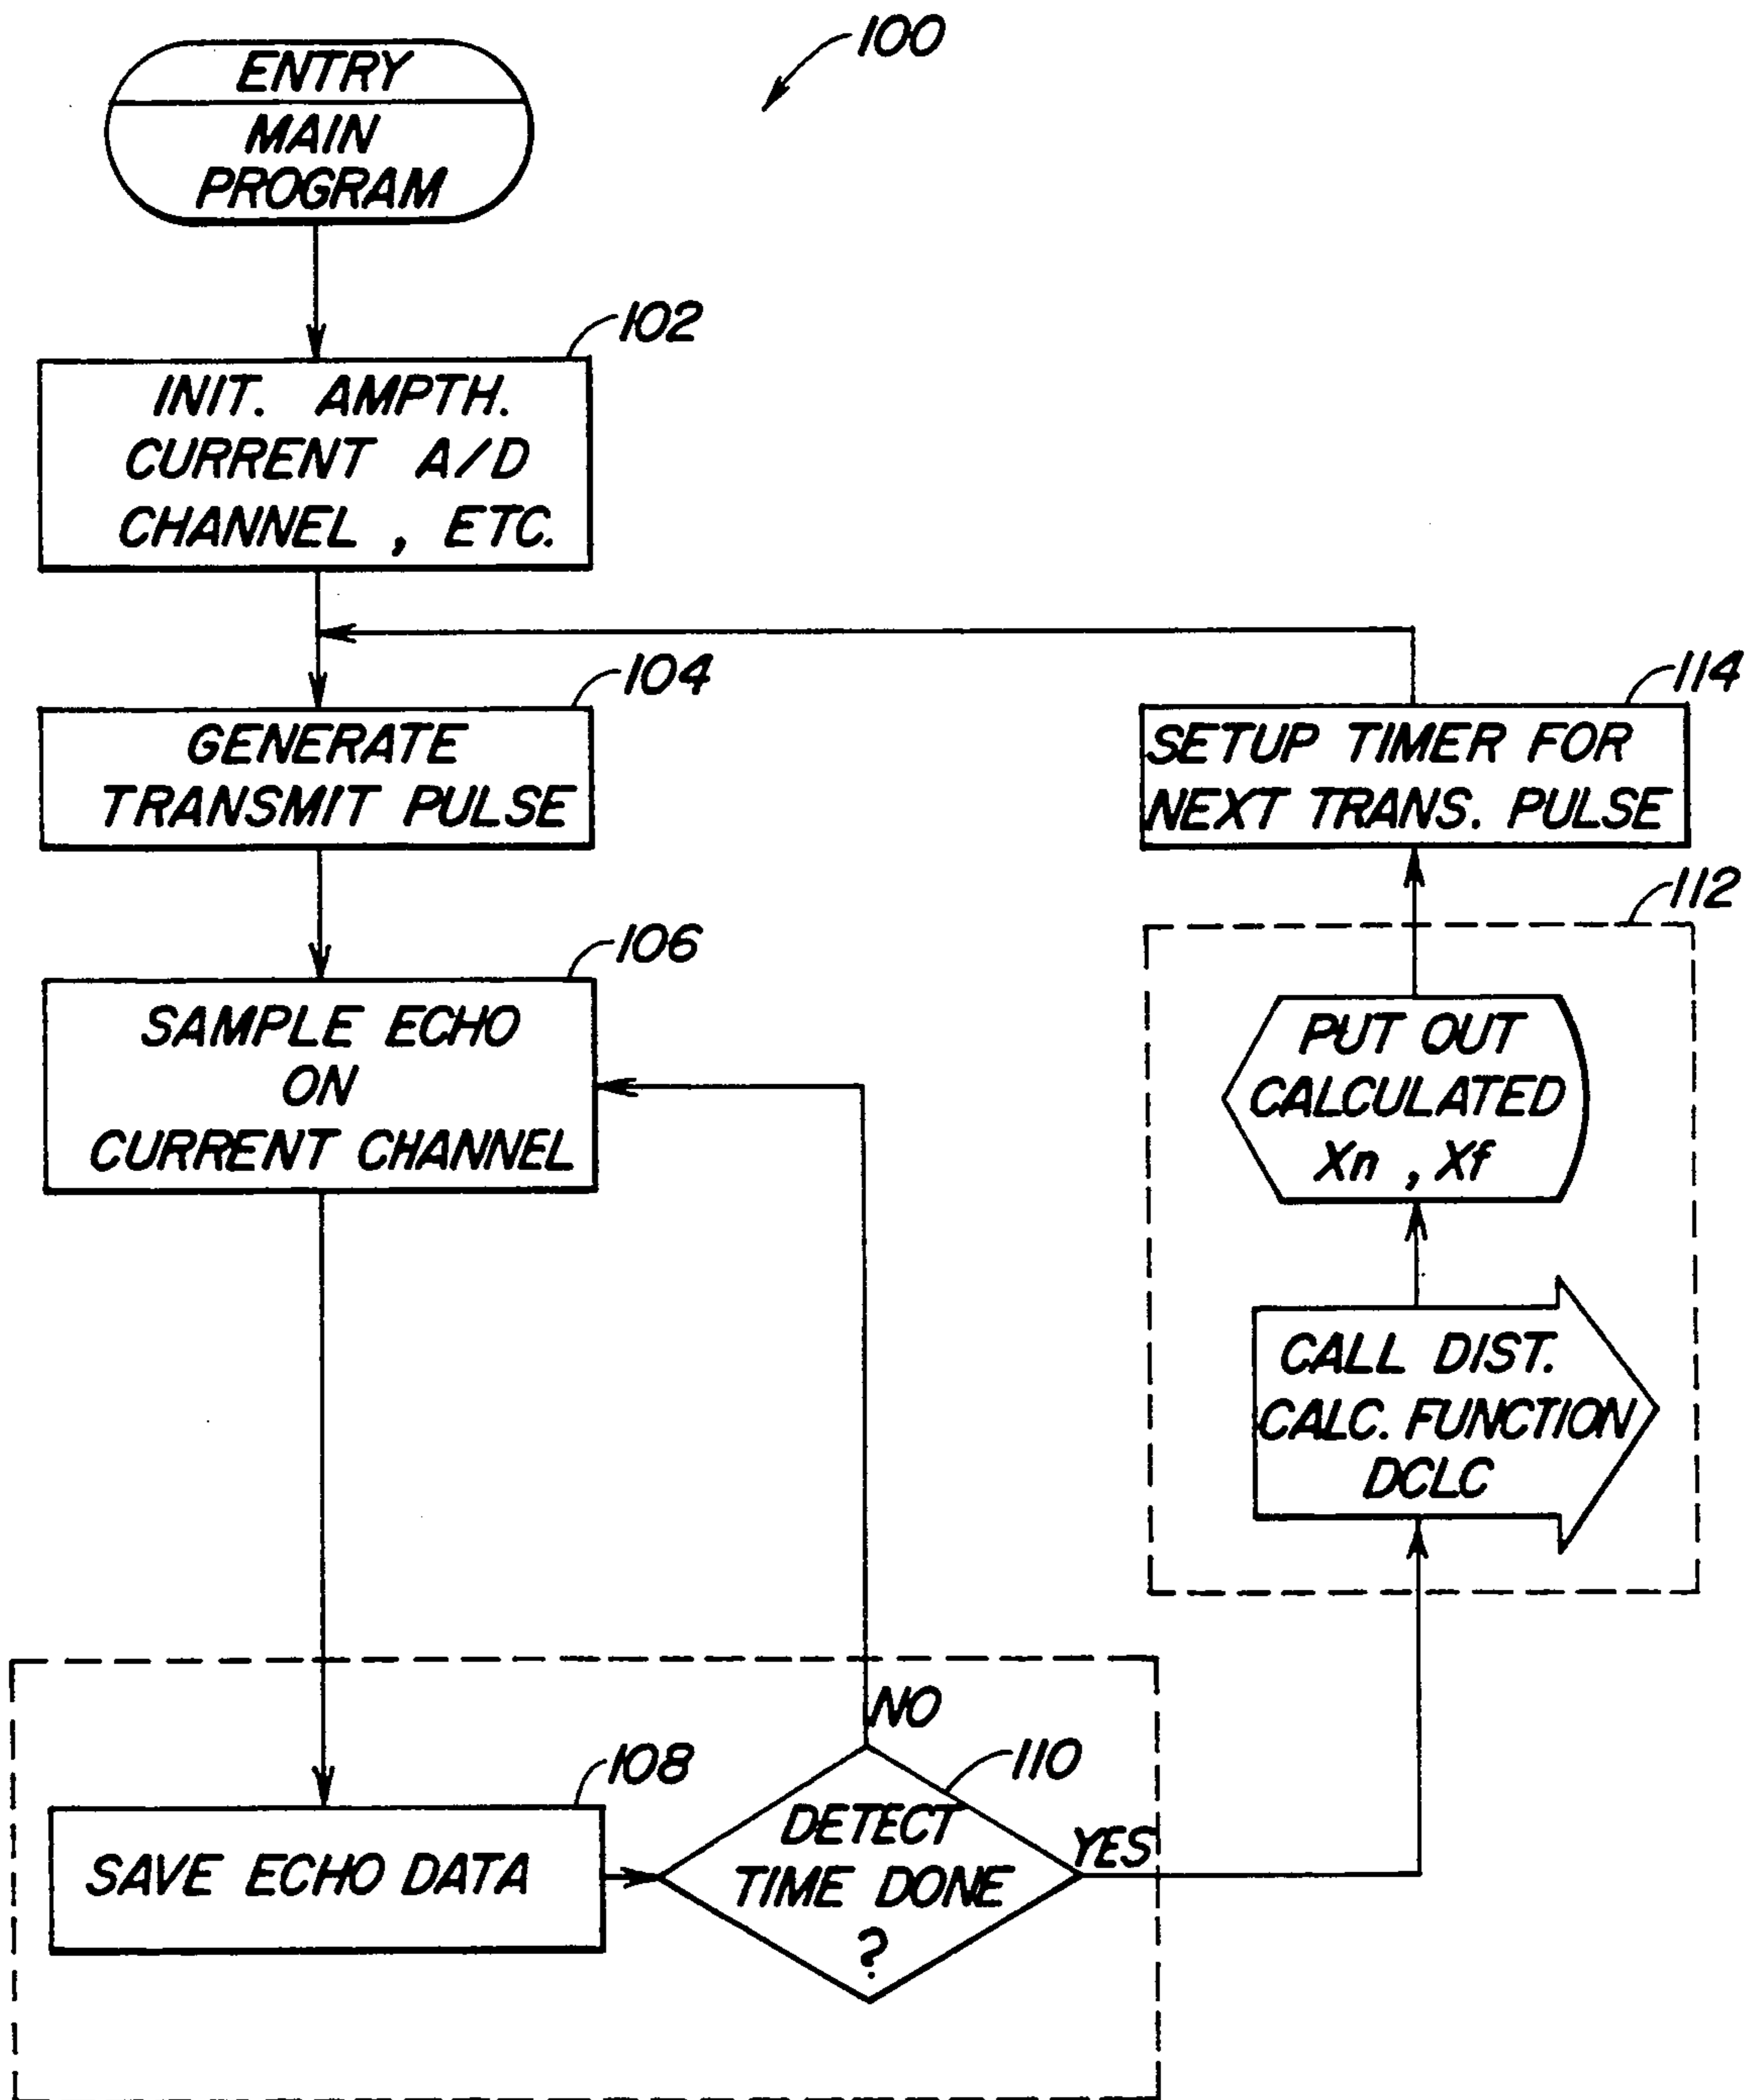 100
ENTRY
MAIN
PROGRAM
102
INIT. AMPTH.
CURRENT A/D
CHANNEL , ETC.
104
GENERATE
TRANSMIT PULSE
106
SAMPLE ECHO
ON
CURRENT CHANNEL
108
SAVE ECHO DATA
110
DETECT
TIME DONE
?
NO
YES
112
CALL DIST.
CALC. FUNCTION
DCLC
PUT OUT
CALCULATED
Xn , Xf
114
SETUP TIMER FOR
NEXT TRANS. PULSE